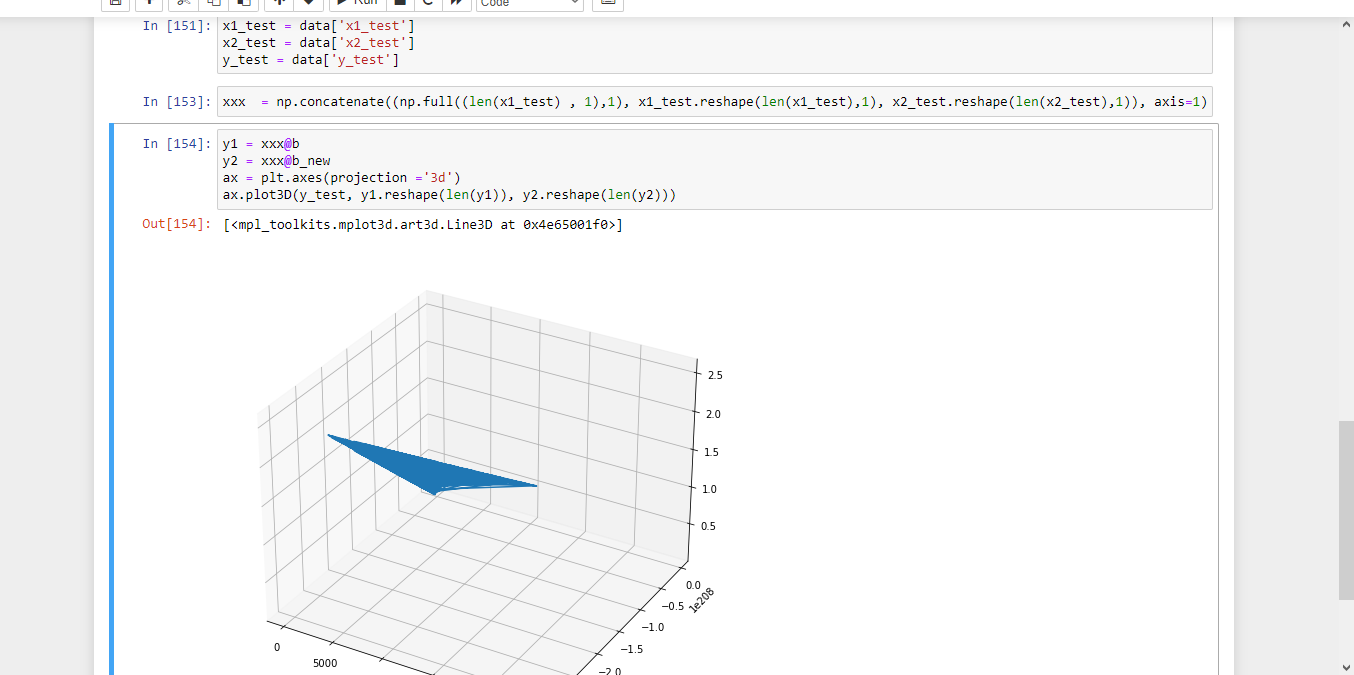 Run
Code
In [151]: x1_test = data['x1_test']
x2_test = data['x2_test']
y_test = data['y_test']
In [153]: xxx  = np.concatenate((np.full((len(x1_test) , 1),1), x1_test.reshape(len(x1_test),1), x2_test.reshape(len(x2_test),1)), axis=1)
In [154]: y1 = xxx@b
y2 = xxx@b_new
ax = plt.axes(projection ='3d')
ax.plot3D(y_test, y1.reshape(len(y1)), y2.reshape(len(y2)))
Out[154]: [<mpl_toolkits.mplot3d.art3d.Line3D at 0x4e65001f0>]
2.5
2.0
1.5
1.0
0.5
0.0
−0.5
1e208
−1.0
−1.5
−2.0
0
5000